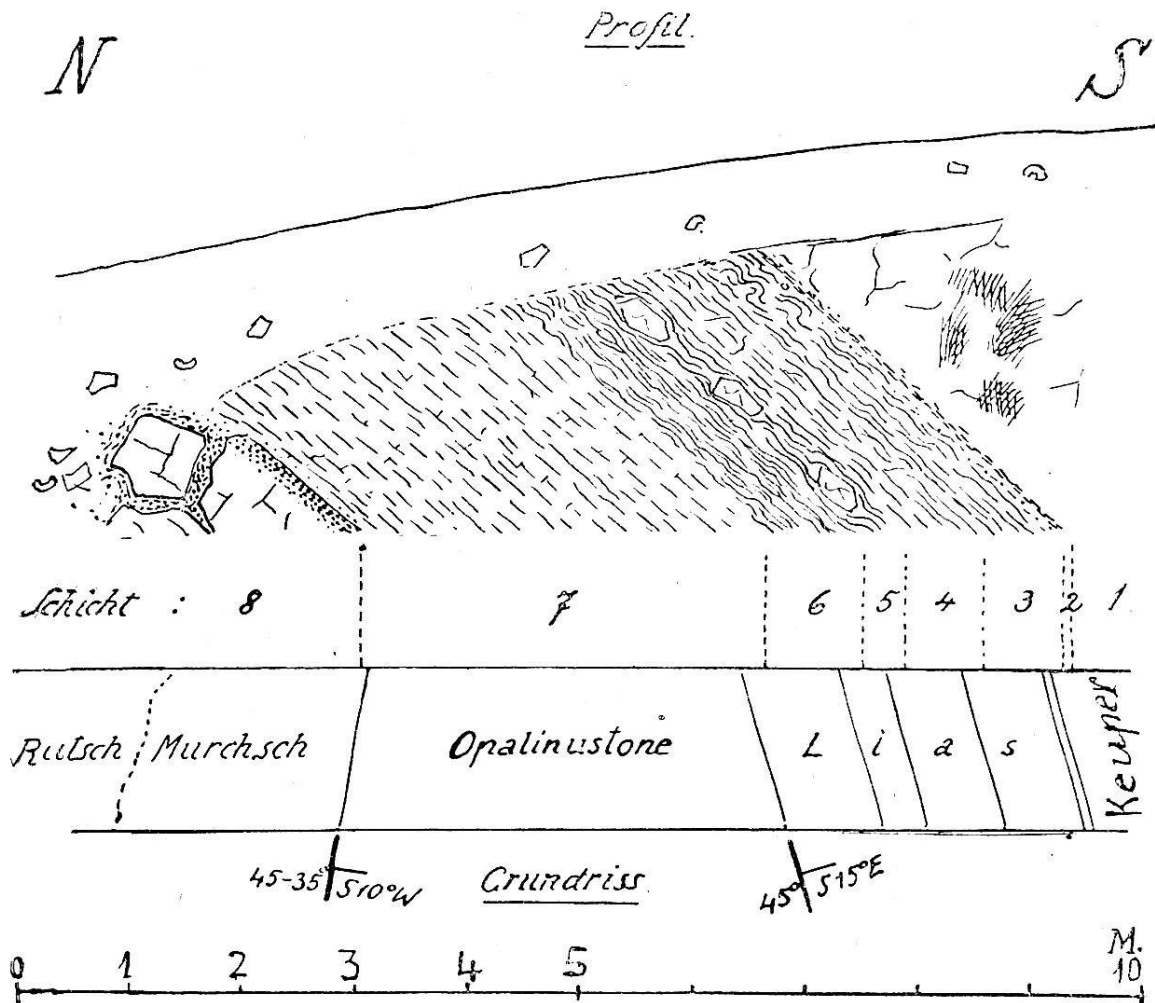 Profil.
N S
Schicht : 8 7 6 5 4 3 2 1
Rutsch Murchsch Opalinustone L i a s Keuper
45-35° S10°W Grundriss 45° S15°E
M.
0 1 2 3 4 5 10